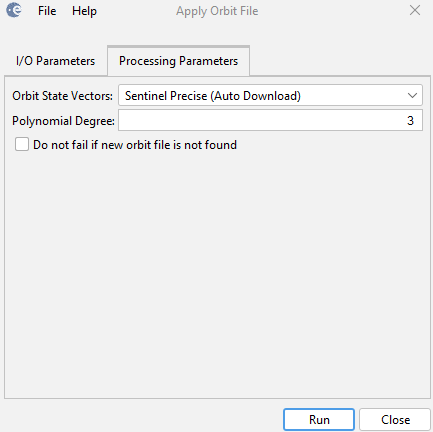 File Help Apply Orbit File
I/O Parameters Processing Parameters
Orbit State Vectors: Sentinel Precise (Auto Download)
Polynomial Degree: 3
Do not fail if new orbit file is not found
Run Close